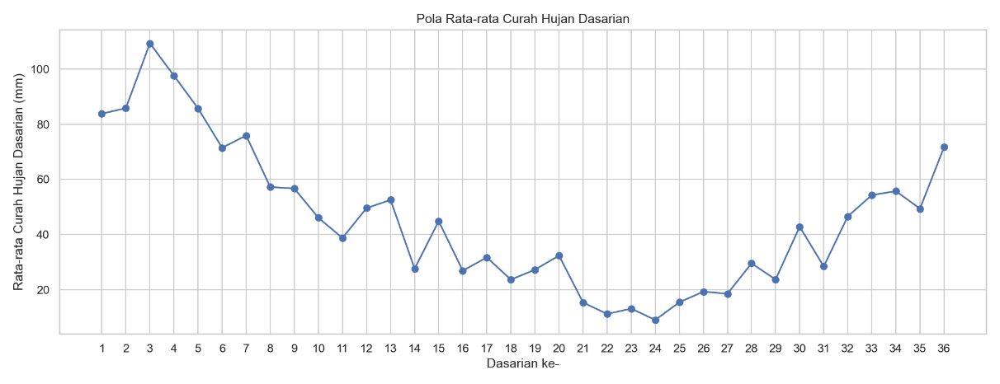 Pola Rata-rata Curah Hujan Dasarian
Rata-rata Curah Hujan Dasarian (mm)
100
80
60
40
20
1 2 3 4 5 6 7 8 9 10 11 12 13 14 15 16 17 18 19 20 21 22 23 24 25 26 27 28 29 30 31 32 33 34 35 36
Dasarian ke-